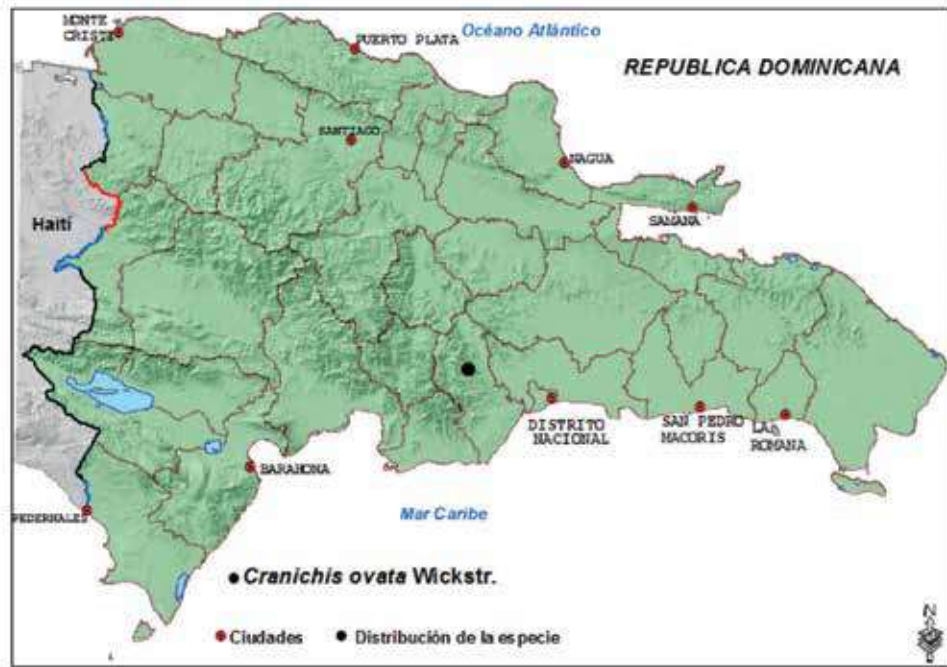 MONTE
CRISTI
PUERTO PLATA
Océano Atlántico
REPUBLICA DOMINICANA
SANTIAGO
NAGUA
SAMANA
Haití
DISTRITO
NACIONAL
SAN PEDRO
MACORIS
LA
ROMANA
BARAHONA
PEDERNALES
Mar Caribe
Cranichis ovata Wickstr.
Ciudades
Distribución de la especie
N